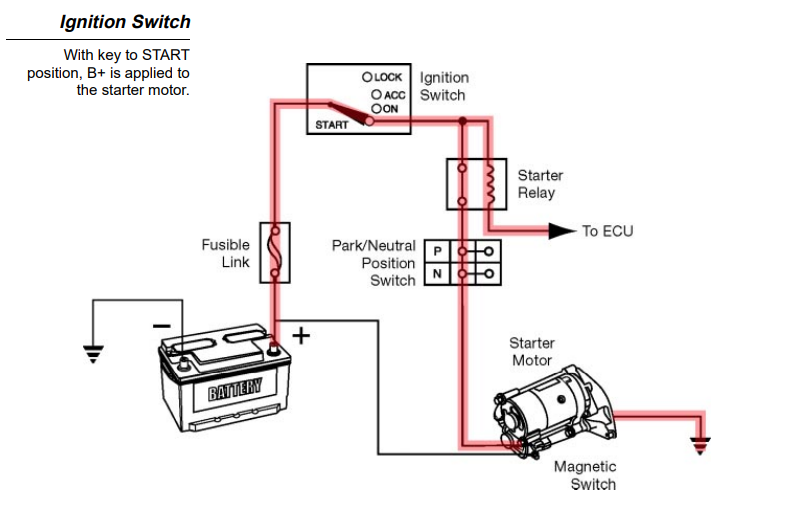 Ignition Switch
With key to START
position, B+ is applied to
the starter motor.
LOCK
ACC
ON
START
Ignition
Switch
Starter
Relay
To ECU
Fusible
Link
Park/Neutral
Position
Switch
P
N
−
+
BATTERY
Starter
Motor
Magnetic
Switch